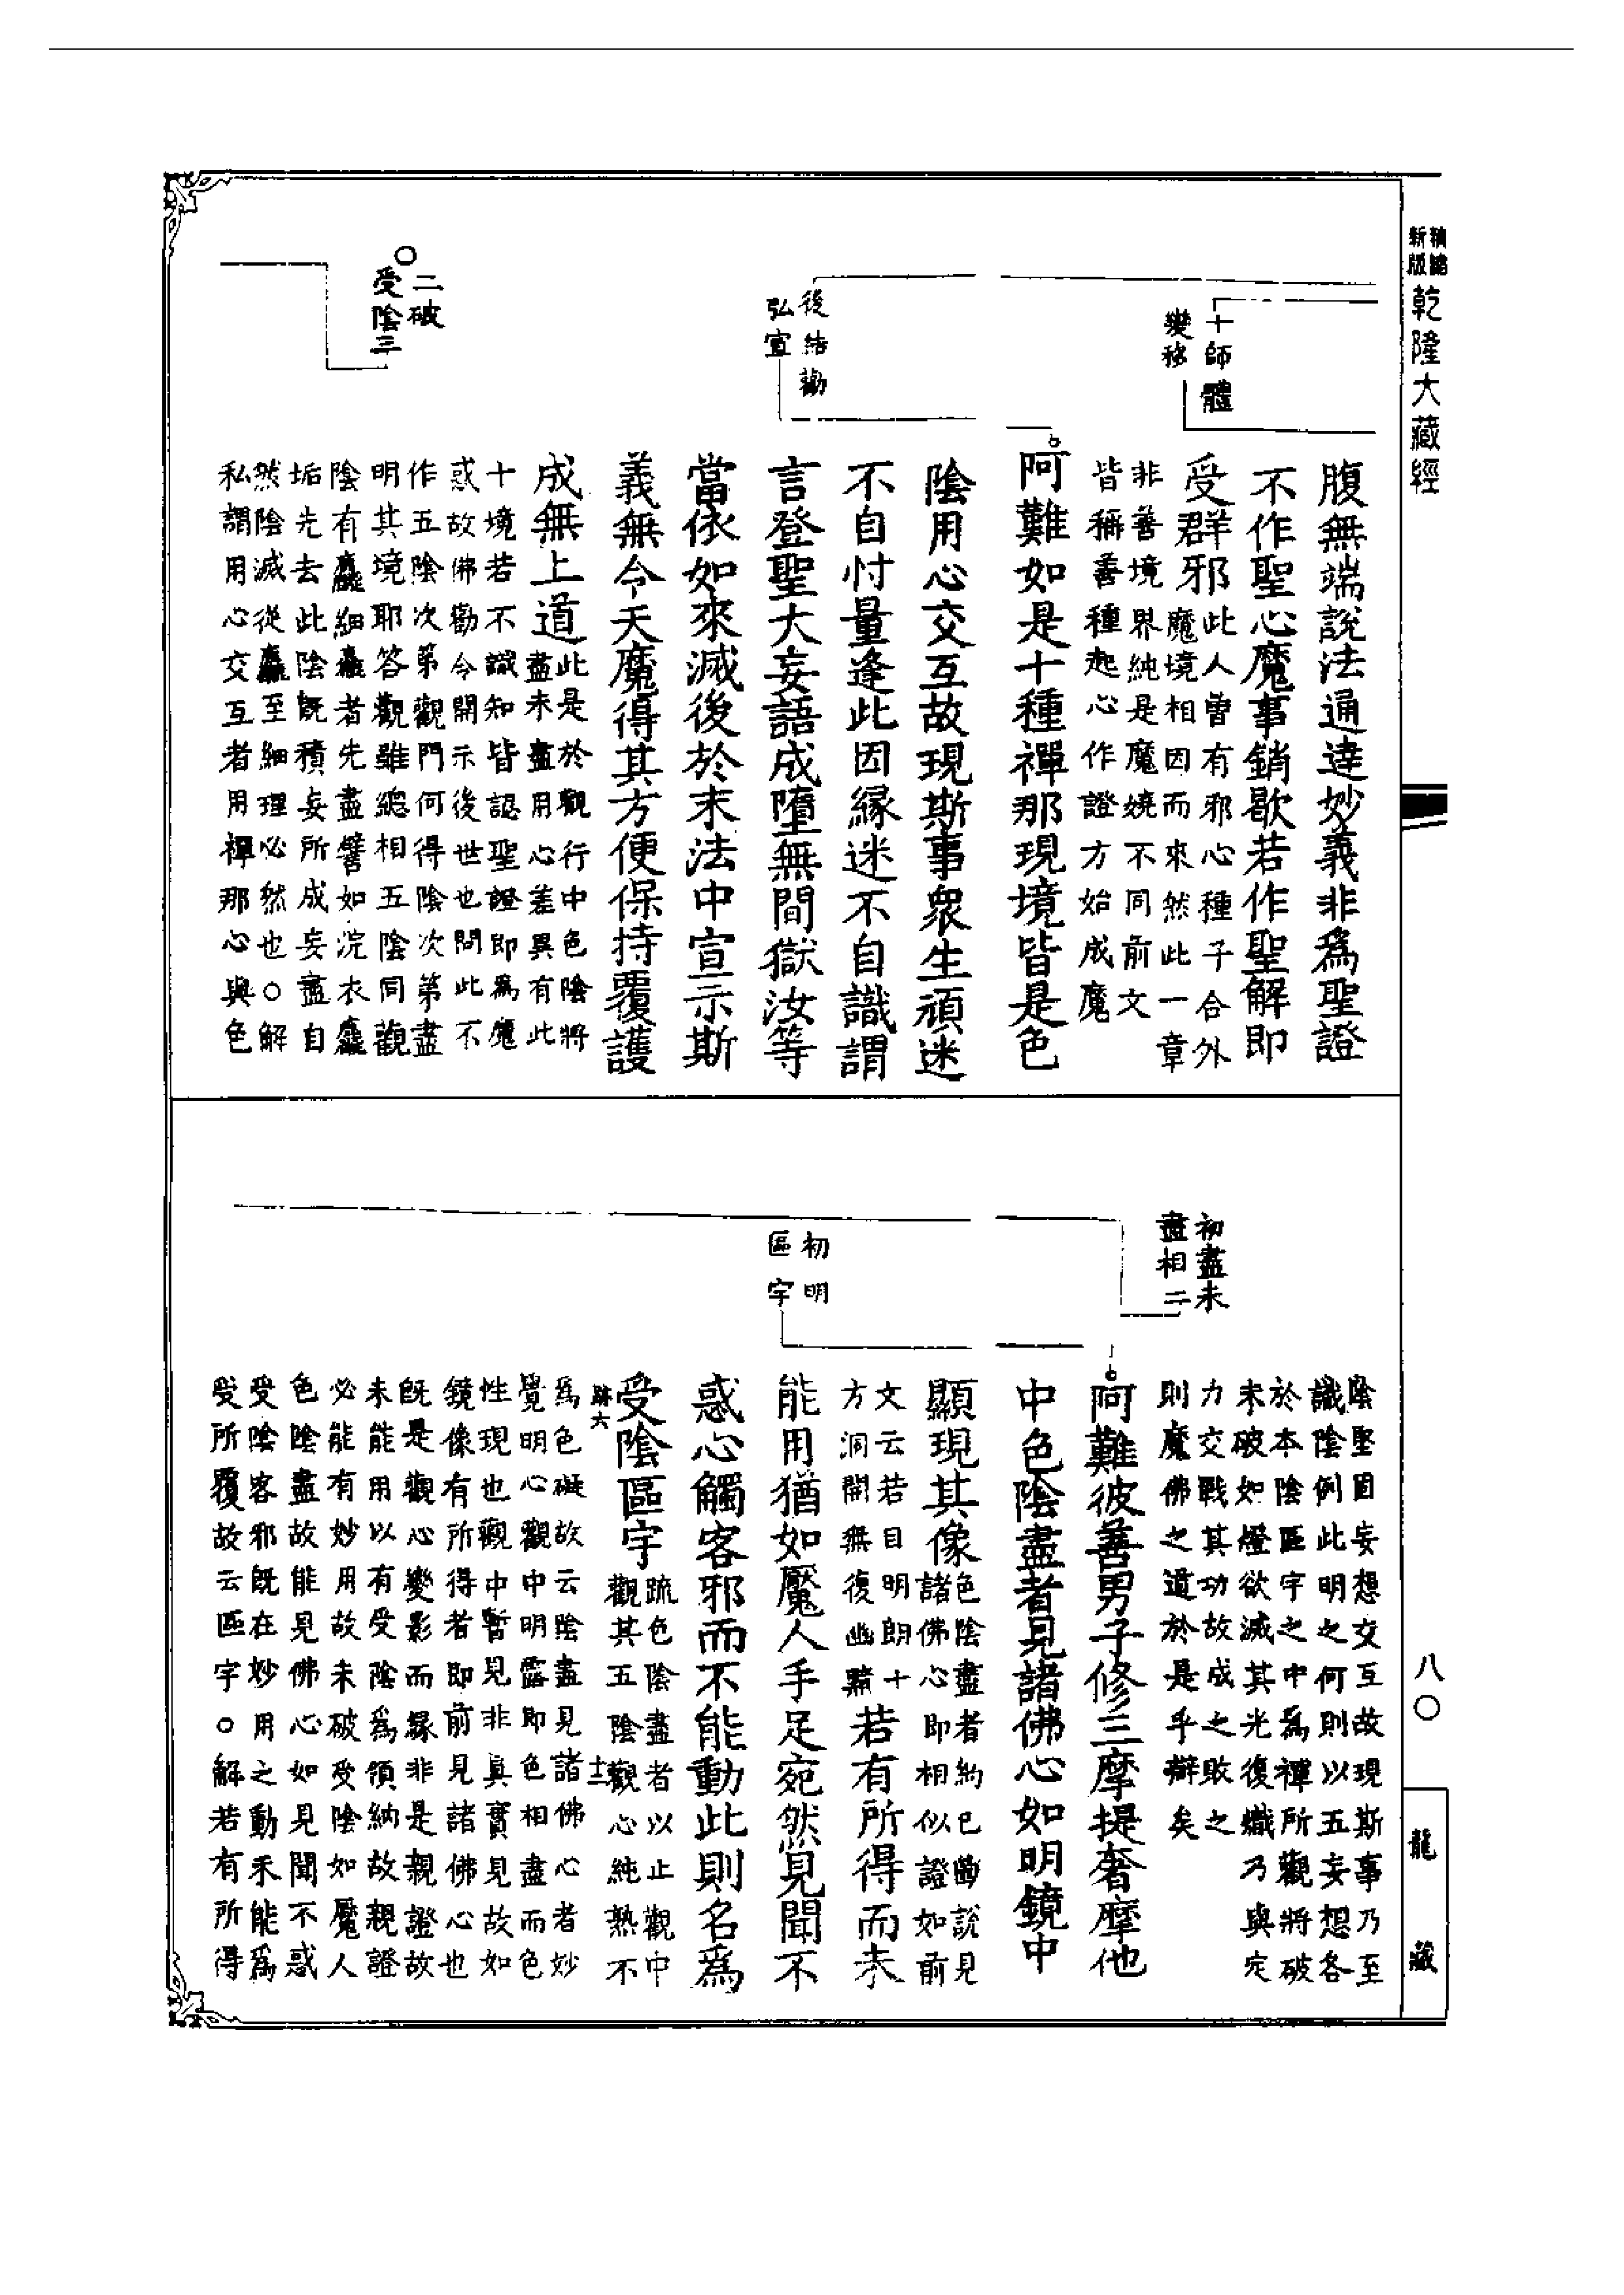 新版
乾隆大藏經
十師體
變移
後結勸
弘宣
二破
受陰三
腹無端說法通達妙義非爲聖證
不作聖心魔事銷歇若作聖解即
受群邪
此人曾有邪心種子合外
魔境相因而來然此一章
非善境界純是魔嬈不同前文
皆稱善種起心作證方始成魔
阿難如是十種禪那現境皆是色
陰用心交互故現斯事衆生頑迷
不自忖量逢此因緣迷不自識謂
言登聖大妄語成墮無間獄汝等
當依如來滅後於末法中宣示斯
義無令天魔得其方便保持覆護
成無上道
此是於觀行中色陰將
盡未盡用心差異有此
十境若不識知皆認聖證即爲魔
惑故佛勸令開示後世也問此不
作五陰次第觀門何得陰次第盡
明其境耶答觀雖總相五陰同觀
陰有麤細麤者先盡譬如浣衣麤
垢先去此陰旣積妄所成妄盡自
然陰滅從麤至細理必然也○解
私謂用心交互者用禪那心與色
初盡未
盡相二
初明
區宇
陰堅固妄想交互故現斯事乃至
識陰例此明之何則以五妄想各
於本陰區宇之中爲禪所觀將破
未破如燈欲滅其光復熾乃與定
力交戰其功故成之敗之
則魔佛之道於是乎辯矣
阿難彼善男子修三摩提奢摩他
中色陰盡者見諸佛心如明鏡中
顯現其像
色陰盡者約已斷說見
諸佛心即相似證如前
文云若目明朗十
方洞開無復幽黯
若有所得而未
能用猶如魘人手足宛然見聞不
惑心觸客邪而不能動此則名爲
受陰區宇
疏六
疏色陰盡者以止觀中
觀其五陰觀心純熟不
十二
爲色礙故云陰盡見諸佛心者妙
覺明心觀中明露即色相盡而色
性現也觀中暫見非真實見故如
鏡像有所得者即前見諸佛心也
旣是觀心變影而緣非是親證故
未能用以有受陰爲領納故親證
必能有妙用故未破受陰如魘人
色陰盡故能見佛心如見聞不惑
受陰客邪旣在妙用之動禾能爲
受所覆故云區宇○解若有所得
八〇
龍藏